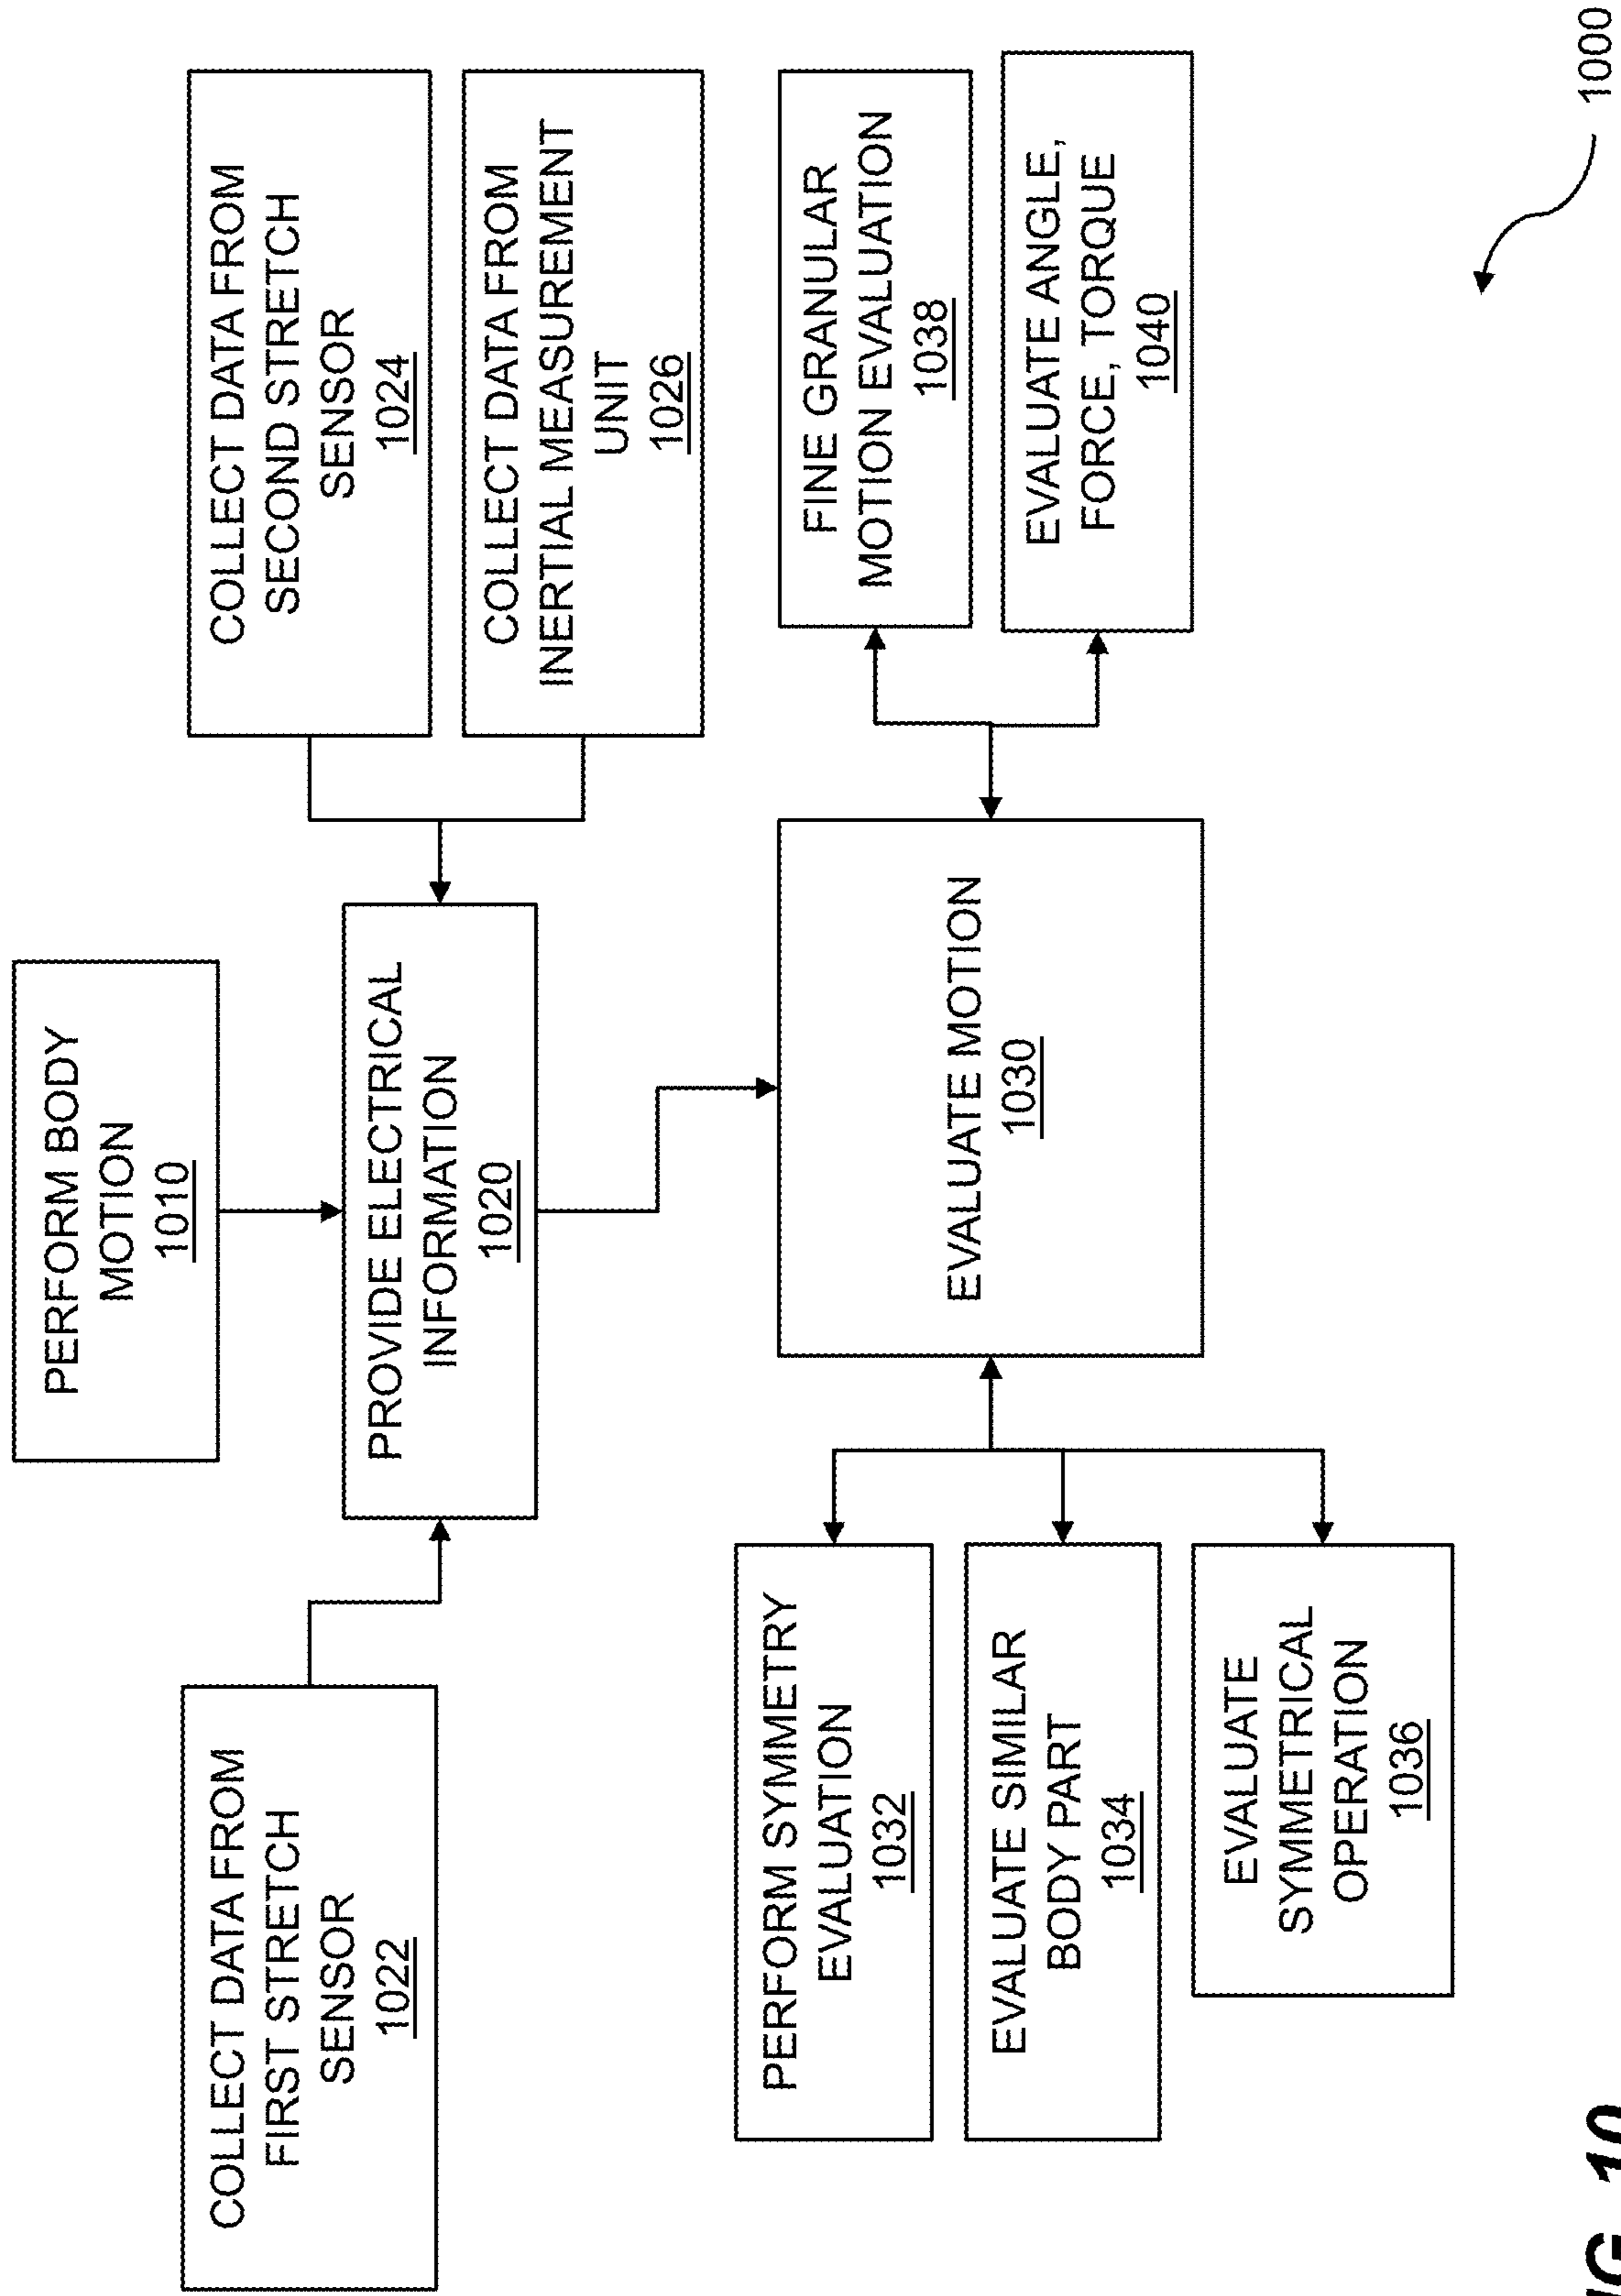 PERFORM BODY
MOTION
1010
COLLECT DATA FROM
FIRST STRETCH
SENSOR
1022
PROVIDE ELECTRICAL
INFORMATION
1020
COLLECT DATA FROM
SECOND STRETCH
SENSOR
1024
COLLECT DATA FROM
INERTIAL MEASUREMENT
UNIT
1026
PERFORM SYMMETRY
EVALUATION
1032
EVALUATE SIMILAR
BODY PART
1034
EVALUATE
SYMMETRICAL
OPERATION
1036
EVALUATE MOTION
1030
FINE GRANULAR
MOTION EVALUATION
1038
EVALUATE ANGLE,
FORCE, TORQUE
1040
1000
10